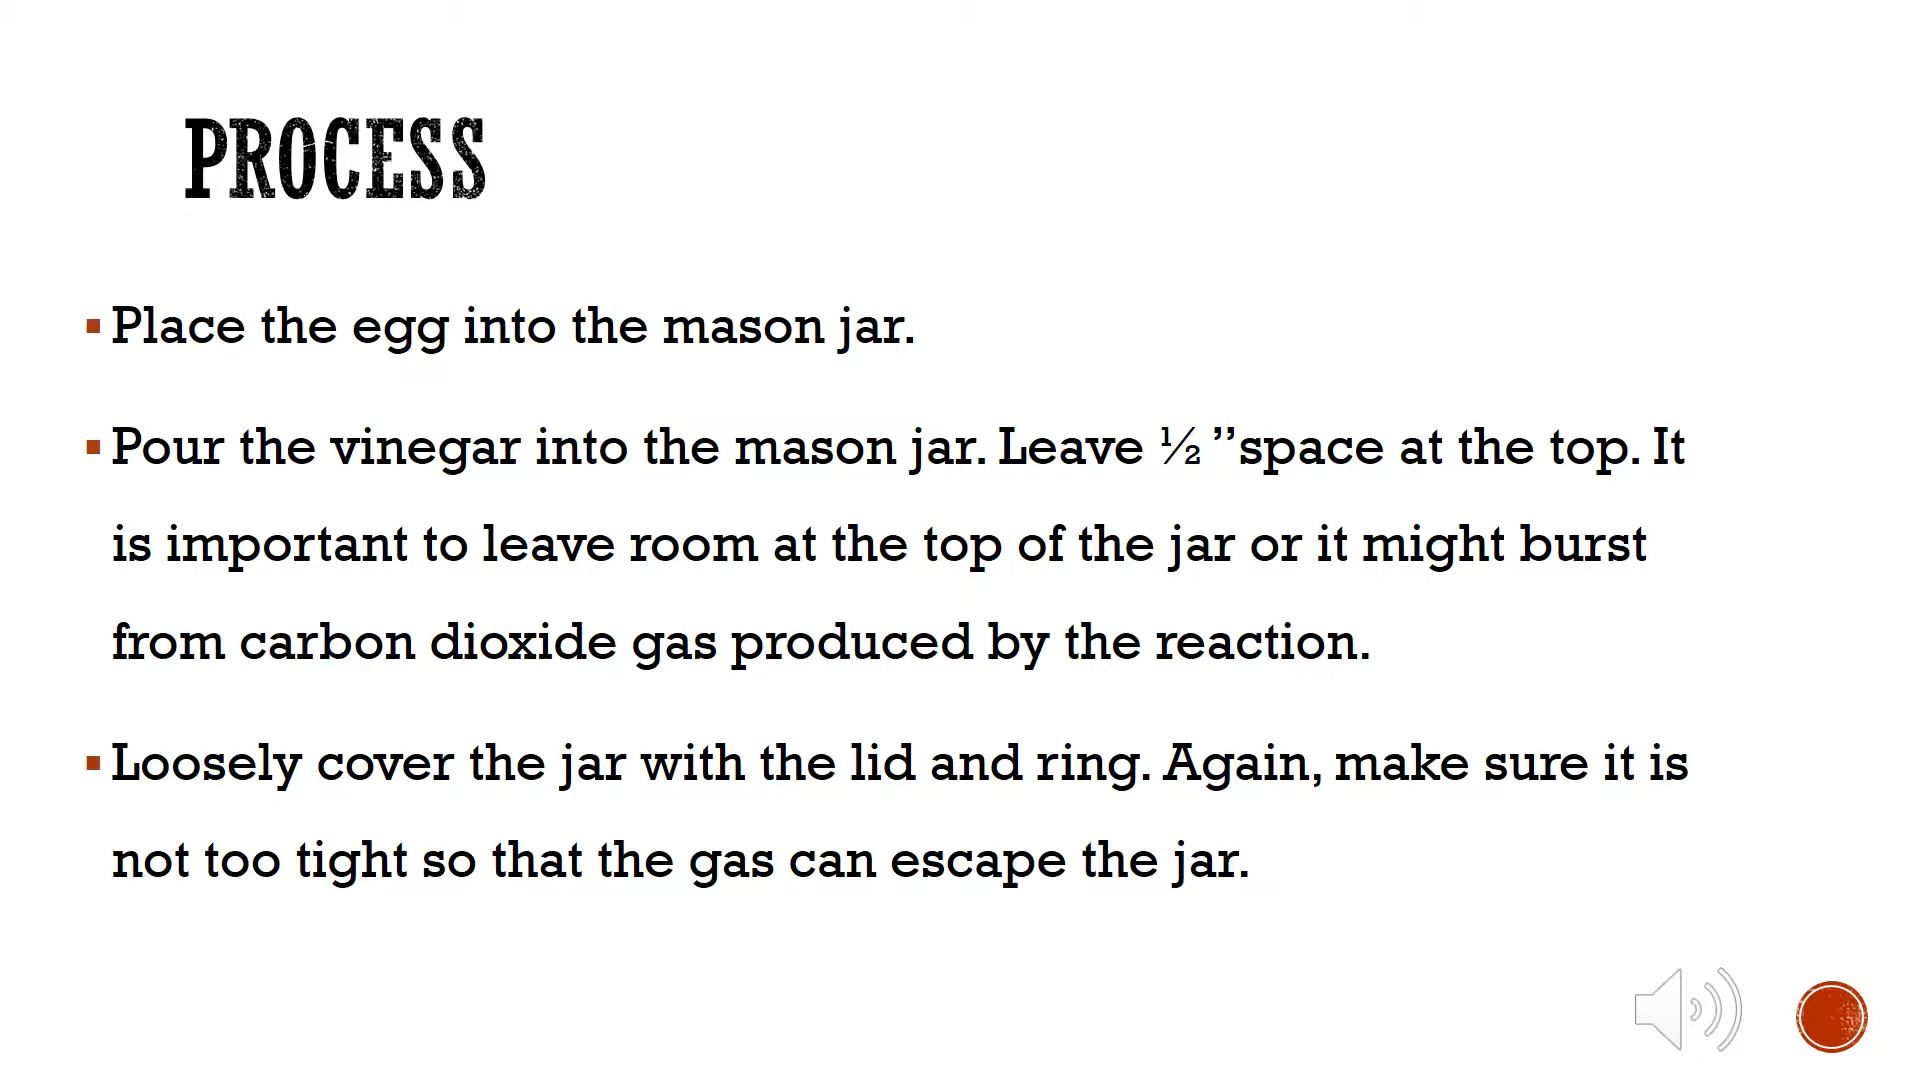 PROCESS
▪ Place the egg into the mason jar.
▪ Pour the vinegar into the mason jar. Leave ½ ”space at the top. It
is important to leave room at the top of the jar or it might burst
from carbon dioxide gas produced by the reaction.
▪ Loosely cover the jar with the lid and ring. Again, make sure it is
not too tight so that the gas can escape the jar.